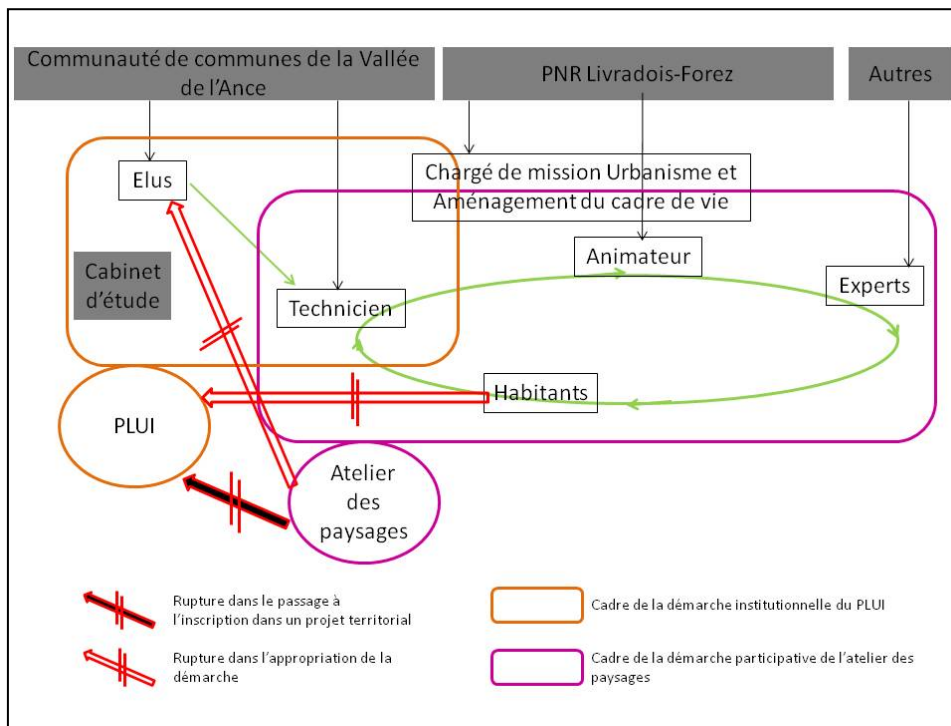 Communauté de communes de la Vallée
de l'Ance
PNR Livradois-Forez
Autres
Elus
Chargé de mission Urbanisme et
Aménagement du cadre de vie
Animateur
Cabinet
d'étude
Technicien
Experts
Habitants
PLUI
Atelier
des
paysages
Rupture dans le passage à
l'inscription dans un projet territorial
Rupture dans l'appropriation de la
démarche
Cadre de la démarche institutionnelle du PLUI
Cadre de la démarche participative de l'atelier des
paysages